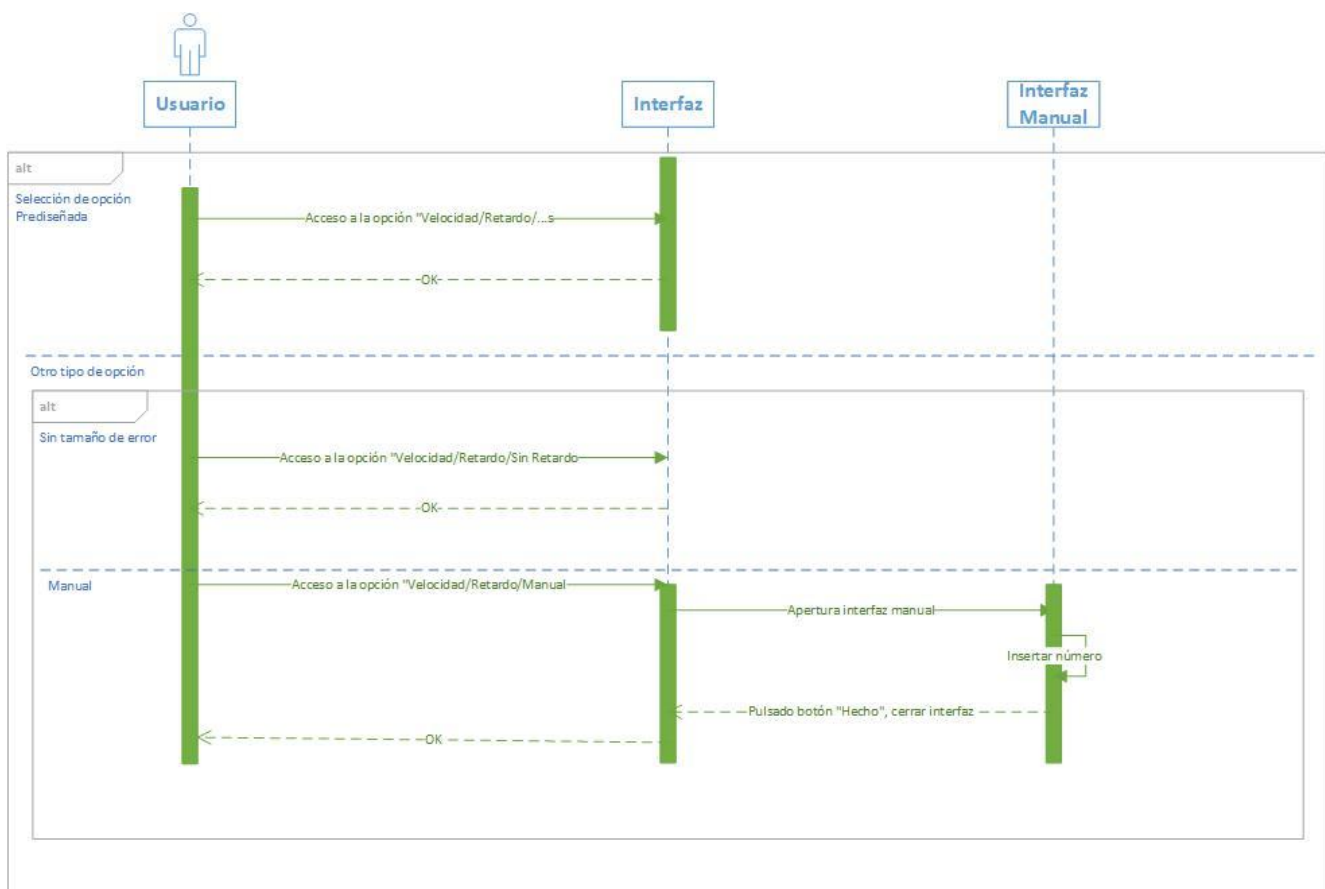 Usuario
Interfaz
Interfaz
Manual
alt
Selección de opción
Prediseñada
Acceso a la opción "Velocidad/Retardo/...s
OK
Otro tipo de opción
alt
Sin tamaño de error
Acceso a la opción "Velocidad/Retardo/Sin Retardo
OK
Manual
Acceso a la opción "Velocidad/Retardo/Manual
Apertura interfaz manual
Insertar número
Pulsado botón "Hecho", cerrar interfaz
OK